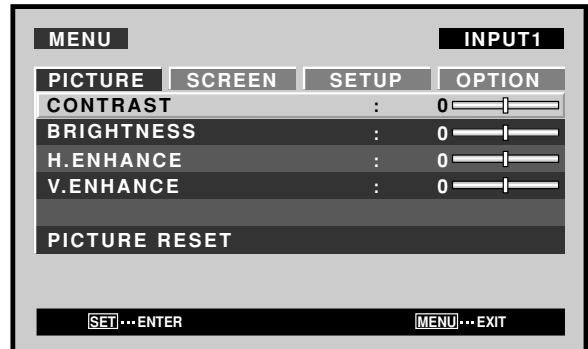 MENU INPUT1
PICTURE SCREEN SETUP OPTION
CONTRAST : 0
BRIGHTNESS : 0
H.ENHANCE : 0
V.ENHANCE : 0
PICTURE RESET
SET···ENTER MENU···EXIT